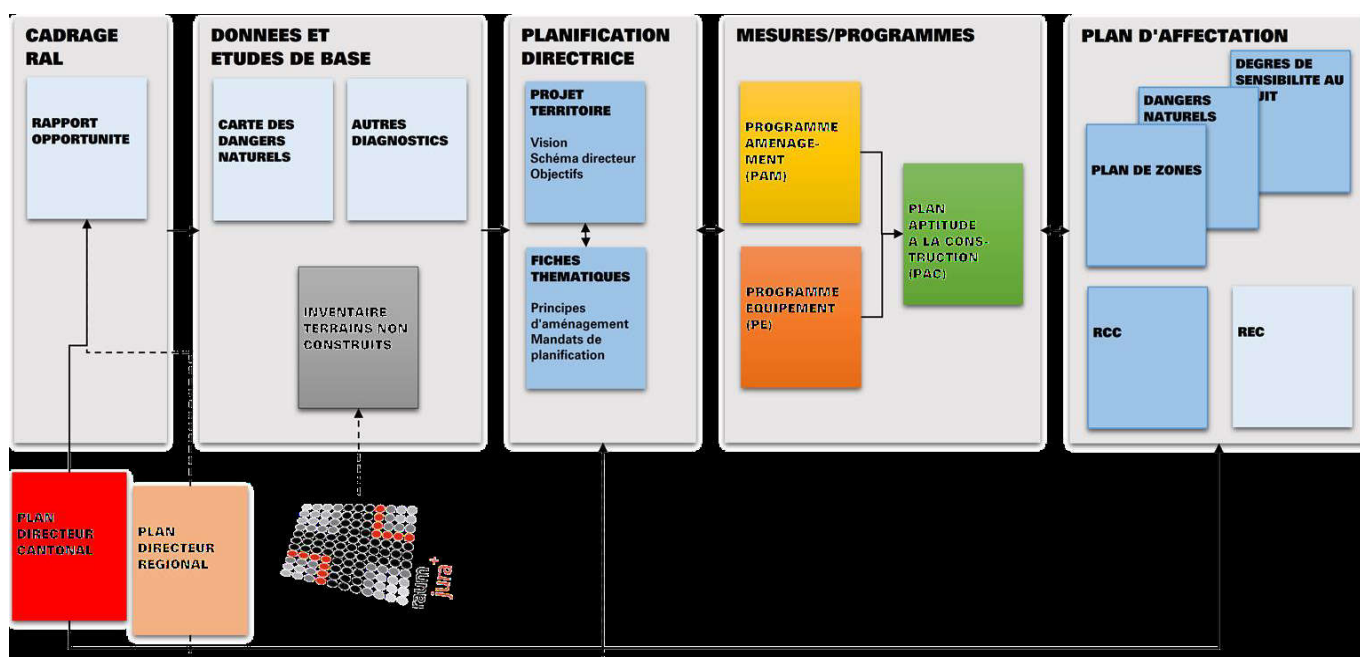 CADRAGE
RAL
RAPPORT
OPPORTUNITE
DONNEES ET
ETUDES DE BASE
CARTE DES
DANGERS
NATURELS
AUTRES
DIAGNOSTICS
INVENTAIRE
TERRAINS NON
CONSTRUITS
PLANIFICATION
DIRECTRICE
PROJET
TERRITOIRE
Vision
Schéma directeur
Objectifs
FICHES
THEMATIQUES
Principes
d'aménagement
Mandats de
planification
MESURES/PROGRAMMES
PROGRAMME
AMENAGE-
MENT
(PAM)
PROGRAMME
EQUIPEMENT
(PE)
PLAN
APTITUDE
A LA CONS-
TRUCTION
(PAC)
PLAN D'AFFECTATION
DEGRES DE
SENSIBILITE AU
DANGERS
NATURELS
PLAN DE ZONES
RCC
REC
PLAN
DIRECTEUR
CANTONAL
PLAN
DIRECTEUR
REGIONAL
raum+
jura